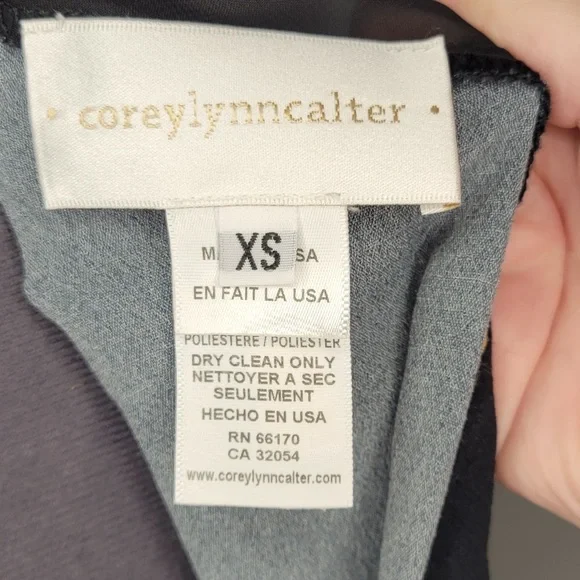 • coreylynncalter •
XS
EN FAIT LA USA
POLIESTERE / POLIESTER
DRY CLEAN ONLY
NETTOYER A SEC
SEULEMENT
HECHO EN USA
RN 66170
CA 32054
www.coreylynncalter.com